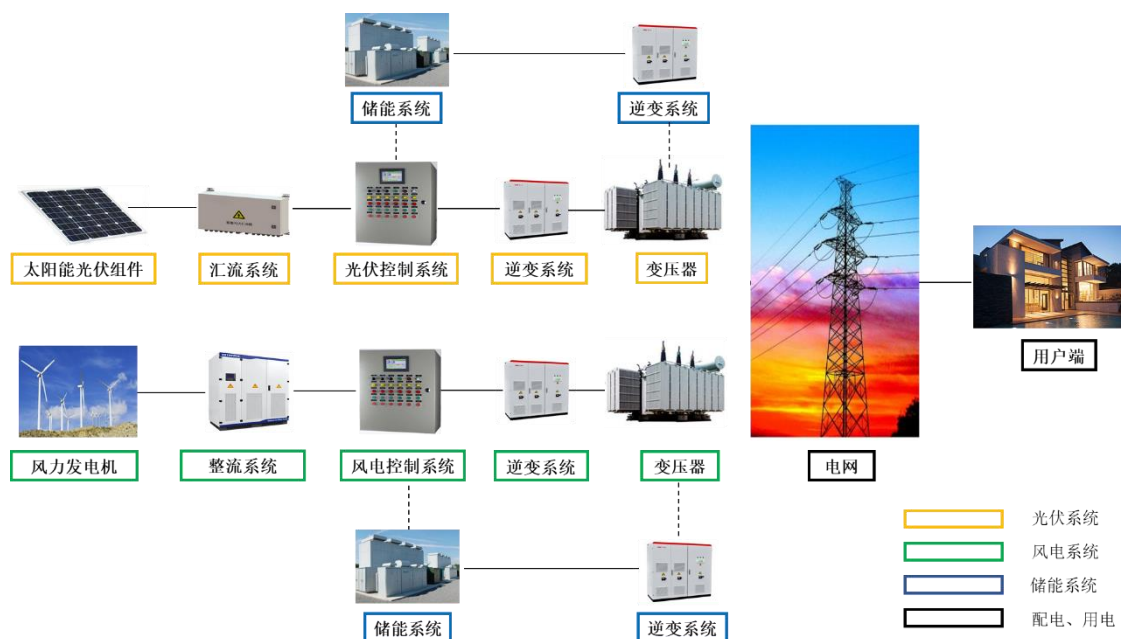 储能系统
逆变系统
太阳能光伏组件
汇流系统
光伏控制系统
逆变系统
变压器
用户端
风力发电机
整流系统
风电控制系统
逆变系统
变压器
电网
光伏系统
风电系统
储能系统
配电、用电
储能系统
逆变系统